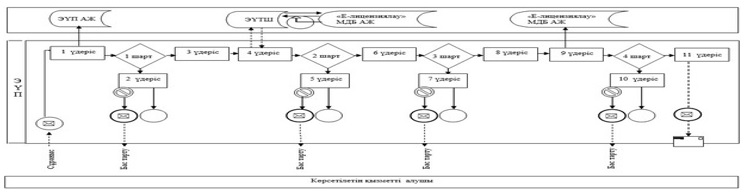 ЭҮП АЖ
ЭҮТШ
«Е-лицензиялау»
МДБ АЖ
«Е-лицензиялау»
МДБ АЖ
1 үдеріс
1 шарт
3 үдеріс
4 үдеріс
2 шарт
6 үдеріс
3 шарт
8 үдеріс
9 үдеріс
4 шарт
11 үдеріс
2 үдеріс
5 үдеріс
7 үдеріс
10 үдеріс
ЭҮП
Сұраныс
Бас тарту
Бас тарту
Бас тарту
Бас тарту
Көрсетілетін қызметті алушы